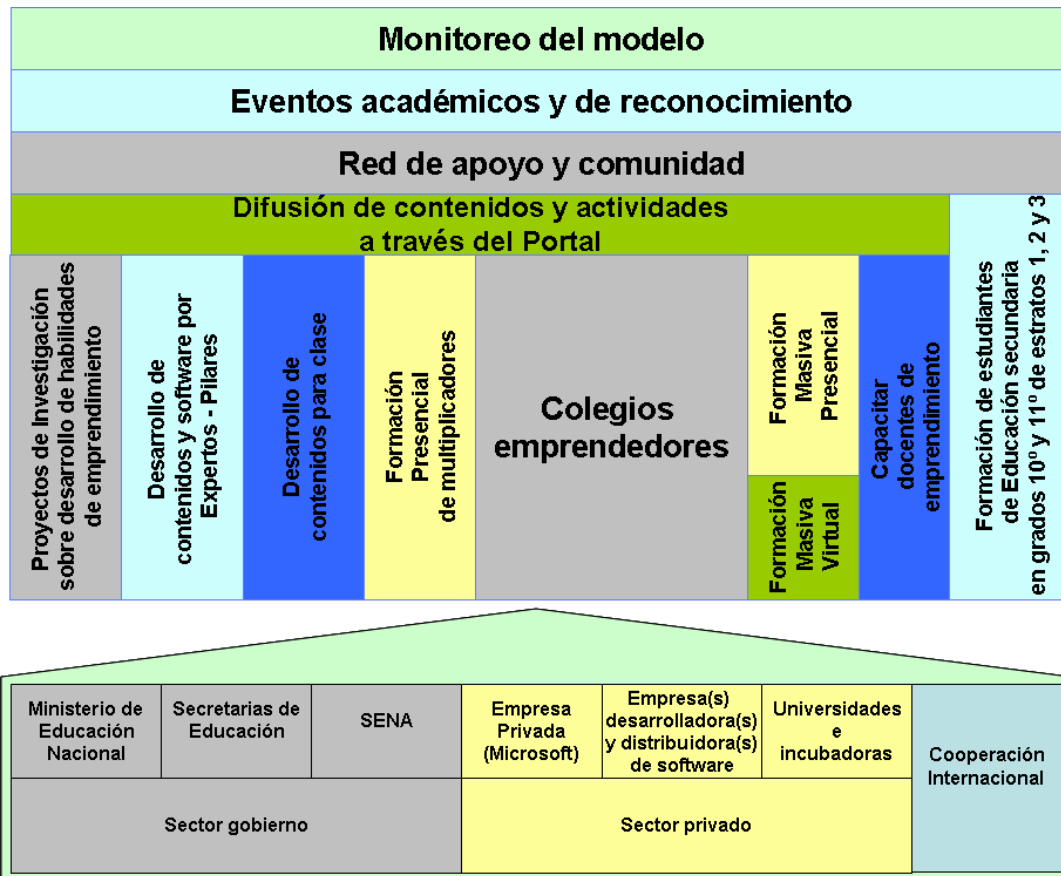 Monitoreo del modelo
Eventos académicos y de reconocimiento
Red de apoyo y comunidad
Difusión de contenidos y actividades
a través del Portal
Proyectos de Investigación
sobre desarrollo de habilidades
de emprendimiento
Desarrollo de
contenidos y software por
Expertos - Pilares
Desarrollo de
contenidos para clase
Formación
Presencial
de multiplicadores
Colegios
emprendedores
Formación
Masiva
Presencial
Formación
Masiva
Virtual
Capacitar
docentes de
emprendimiento
Formación de estudiantes
de Educación secundaria
en grados 10º y 11º de estratos 1, 2 y 3
Ministerio de
Educación
Nacional
Secretarias de
Educación
SENA
Empresa
Privada
(Microsoft)
Empresa(s)
desarrolladora(s)
y distribuidora(s)
de software
Universidades
e
incubadoras
Cooperación
Internacional
Sector gobierno
Sector privado